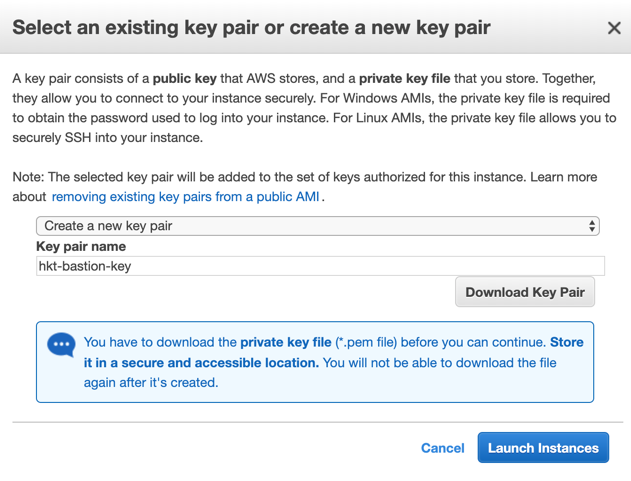 Select an existing key pair or create a new key pair
A key pair consists of a public key that AWS stores, and a private key file that you store. Together,
they allow you to connect to your instance securely. For Windows AMIs, the private key file is required
to obtain the password used to log into your instance. For Linux AMIs, the private key file allows you to
securely SSH into your instance.
Note: The selected key pair will be added to the set of keys authorized for this instance. Learn more
about removing existing key pairs from a public AMI .
Create a new key pair
Key pair name
hkt-bastion-key
Download Key Pair
You have to download the private key file (*.pem file) before you can continue. Store
it in a secure and accessible location. You will not be able to download the file
again after it's created.
Cancel
Launch Instances